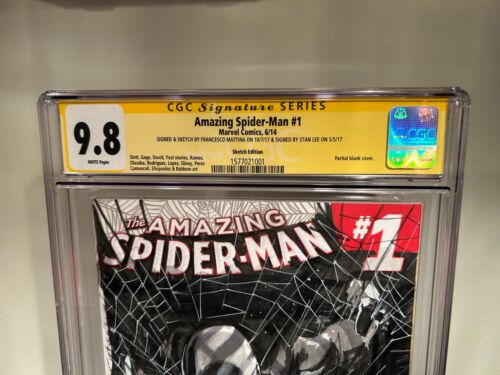 CGC Signature SERIES
Amazing Spider-Man #1
Marvel Comics, 6/14
SIGNED & SKETCH BY FRANCESCO MATTINA ON 10/7/17 & SIGNED BY STAN LEE ON 5/5/17
9.8
WHITE Pages
Sketch Edition
Slott, Gage, David, Yost stories, Ramos,
Olazaba, Rodriguez, Lopez, Sliney, Perez
Camuncoli, Eliopoulos & Baldeon art
Partial blank cover.
1577021001
CGC
The AMAZING
SPIDER-MAN
#1